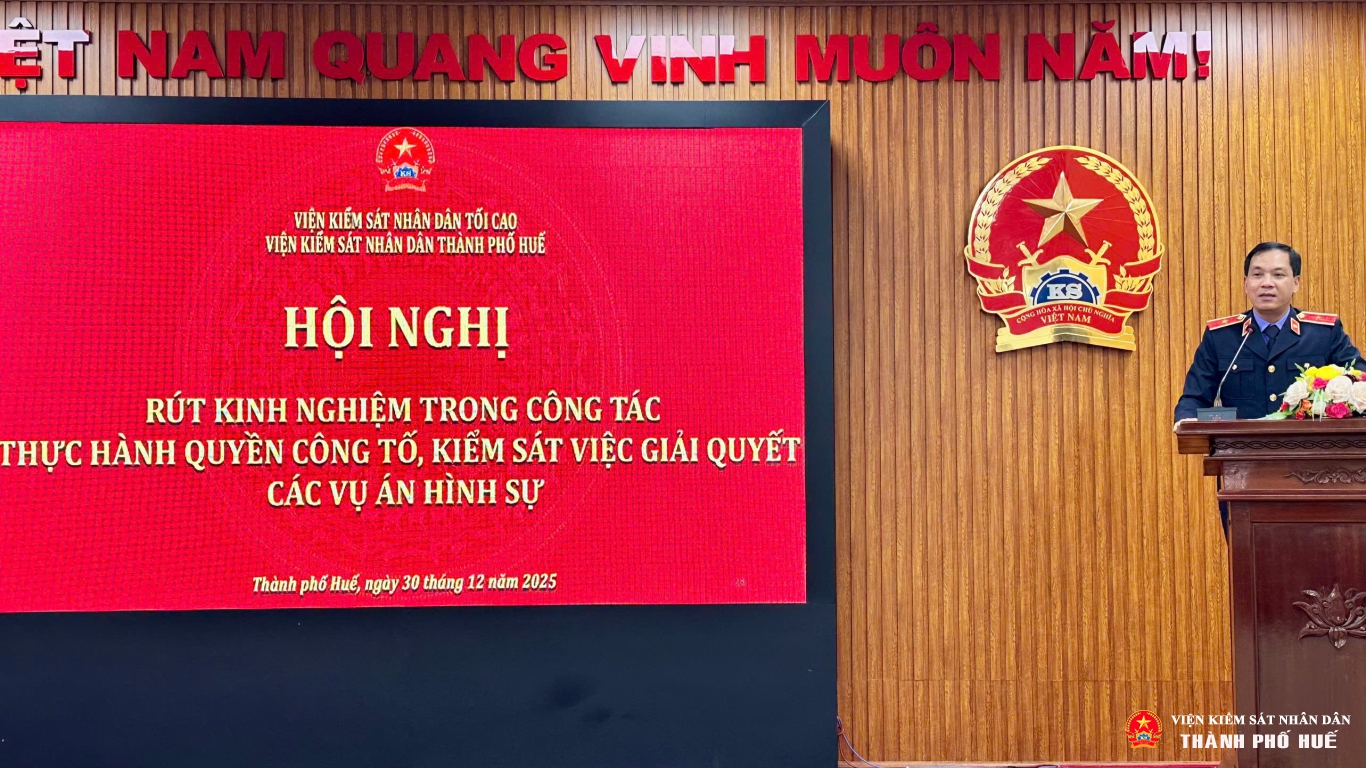 ỆT NAM QUANG VINH MUÔN NĂM!
KS
VIỆN KIỂM SÁT NHÂN DÂN TỐI CAO
VIỆN KIỂM SÁT NHÂN DÂN THÀNH PHỐ HUẾ
HỘI NGHỊ
RÚT KINH NGHIỆM TRONG CÔNG TÁC
THỰC HÀNH QUYỀN CÔNG TỐ, KIỂM SÁT VIỆC GIẢI QUYẾT
CÁC VỤ ÁN HÌNH SỰ
Thành phố Huế, ngày 30 tháng 12 năm 2025
KS
CỘNG HÒA XÃ HỘI CHỦ NGHĨA
VIỆT NAM
VIỆN KIỂM SÁT NHÂN DÂN
THÀNH PHỐ HUẾ